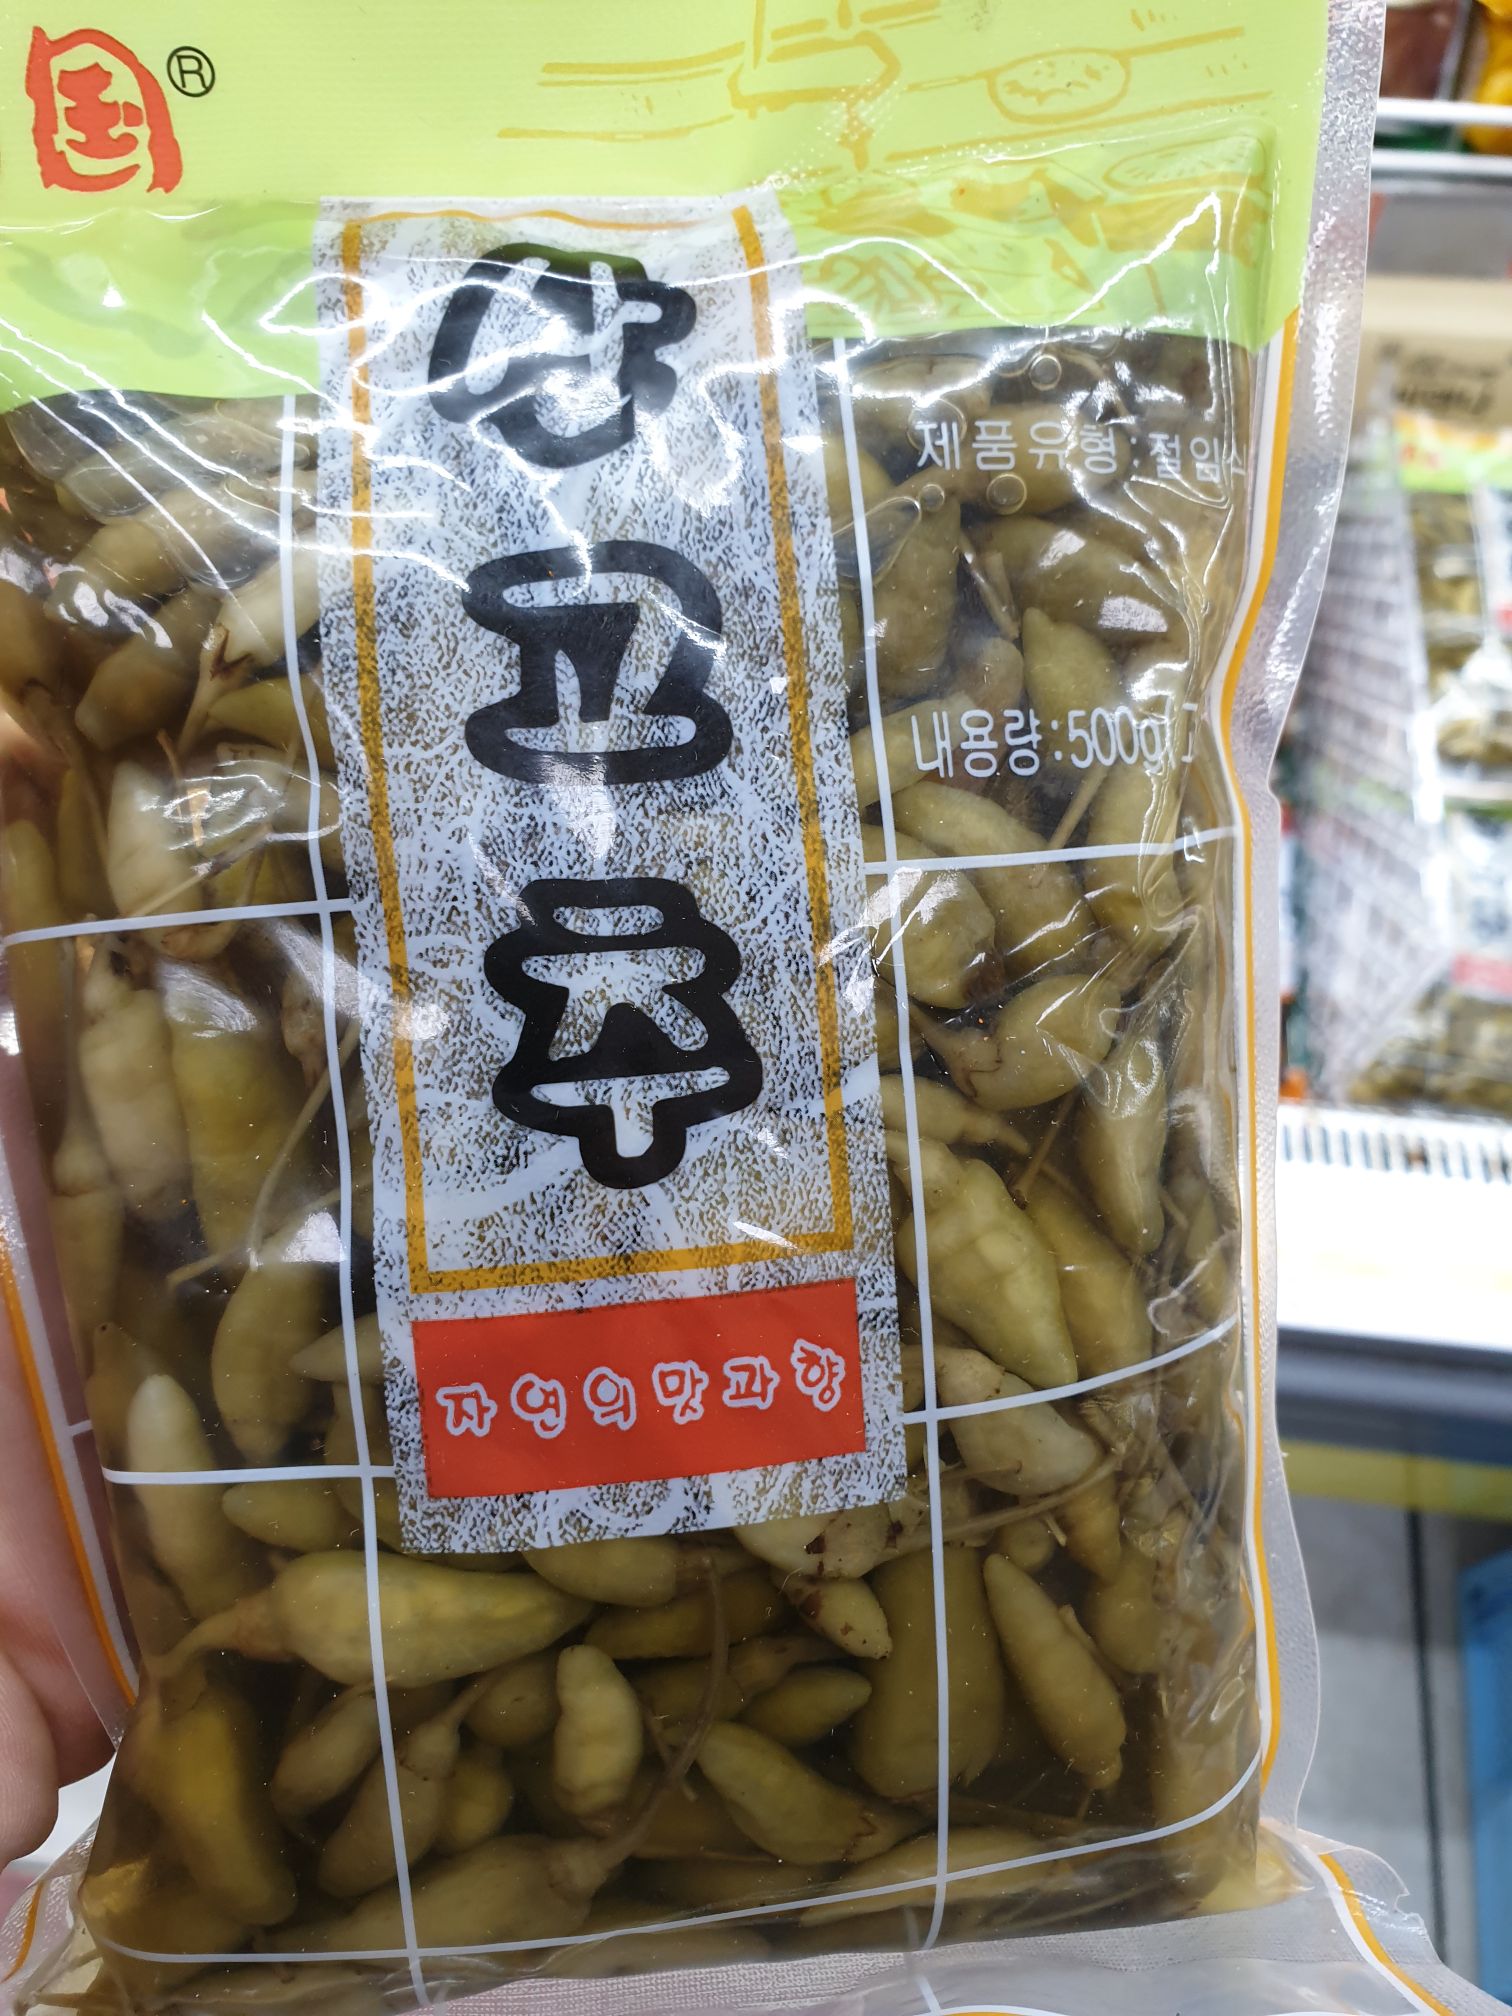 国®
산고추
제품유형:절임식
내용량:500g
자연의맛과향